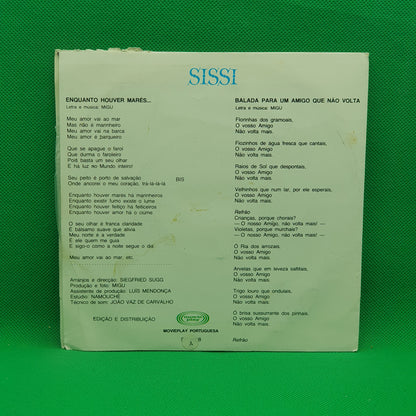 SISSI
ENQUANTO HOUVER MARÉS...
Letra e música: MIGU
Meu amor vai ao mar
Mas não é marinheiro
Meu amor vai na barca
Meu amor é barqueiro
Que se apague o farol
Que durma o faroleiro
Pois basta um seu olhar
E há luz ao Mundo inteiro!
Seu peito é porto de salvação
Onde ancorei o meu coração, trá-lá-lá-lá
BIS
Enquanto houver marés há marinheiros
Enquanto existir fumo existe o lume
Enquanto houver feitiço há feiticeiros
Enquanto houver amor há o ciúme
O seu olhar é franca claridade
É bálsamo suave que alivia
Meu norte é a verdade
E ele quem me guia
E sigo-o como a noite segue o dia
Meu amor vai ao mar, etc.
Arranjos e direcção: SIEGFRIED SUGG
Produção e foto: MIGU
Assistente de produção: LUÍS MENDONÇA
Estúdio: NAMOUCHE
Técnico de som: JOÃO VAZ DE CARVALHO
EDIÇÃO E DISTRIBUIÇÃO
MOVIEPLAY PORTUGUESA
BALADA PARA UM AMIGO QUE NÃO VOLTA
Letra e música: MIGU
Florinhas dos gramoais,
O vosso Amigo
Não volta mais.
Fiozinhos de água fresca que cantais,
O vosso Amigo
Não volta mais.
Raios de Sol que despontais,
O vosso Amigo
Não volta mais.
Velhinhos que num lar, por ele esperais,
O vosso Amigo
Não volta mais.
Refrão
Crianças, porque chorais?
— O nosso Amigo, não volta mais! —
Violetas, porque murchais?
— O nosso Amigo, não volta mais! —
Ó Ria dos arrozais,
O vosso Amigo
Não volta mais.
Arvelas que em leveza saltitais,
O vosso Amigo
Não volta mais.
Trigo louro que ondulais,
O vosso Amigo
Não volta mais.
Ó brisa sussurrante dos pinhais,
O vosso Amigo
Não volta mais.
Refrão